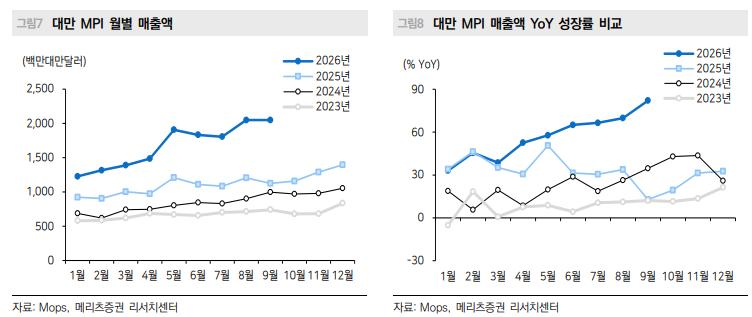 그림7 대만 MPI 월별 매출액
(백만대만달러)
2026년
2025년
2024년
2023년
2,500
2,000
1,500
1,000
500
0
1월 2월 3월 4월 5월 6월 7월 8월 9월 10월 11월 12월
자료: Mops, 메리츠증권 리서치센터
그림8 대만 MPI 매출액 YoY 성장률 비교
(% YoY)
2026년
2025년
2024년
2023년
90
60
30
0
-30
1월 2월 3월 4월 5월 6월 7월 8월 9월 10월 11월 12월
자료: Mops, 메리츠증권 리서치센터